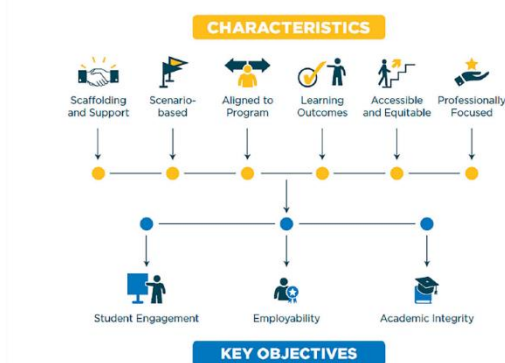 CHARACTERISTICS
Scaffolding
and Support
Scenario-
based
Aligned to
Program
Learning
Outcomes
Accessible
and Equitable
Professionally
Focused
Student Engagement
Employability
Academic Integrity
KEY OBJECTIVES